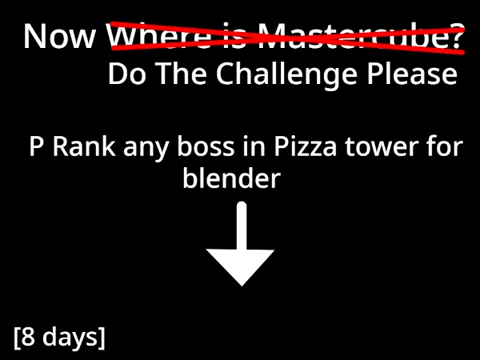 Now Where is Mastercube?
Do The Challenge Please
P Rank any boss in Pizza tower for
blender
[8 days]